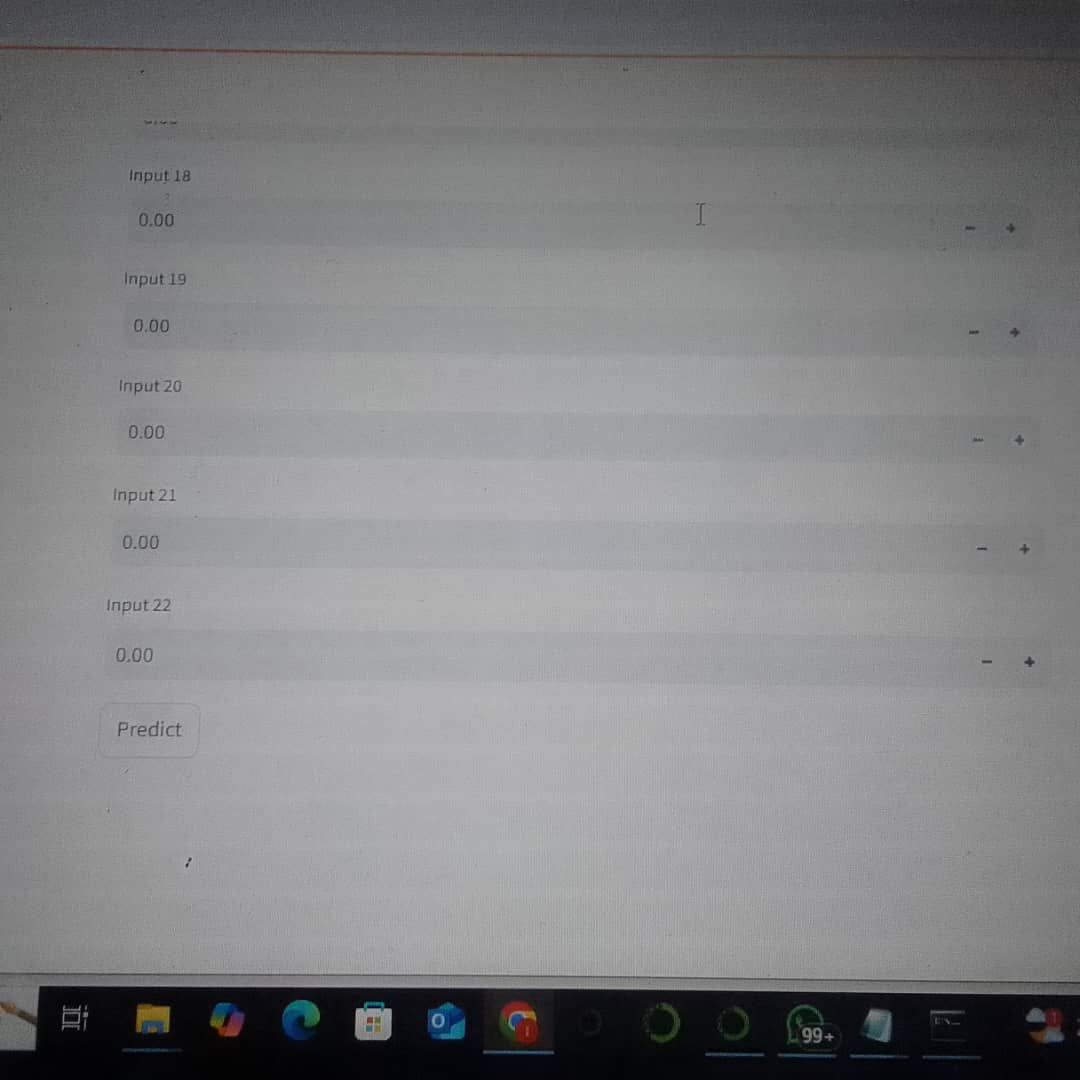 Input 18
0.00
Input 19
0.00
Input 20
0.00
Input 21
0.00
Input 22
0.00
Predict
99+